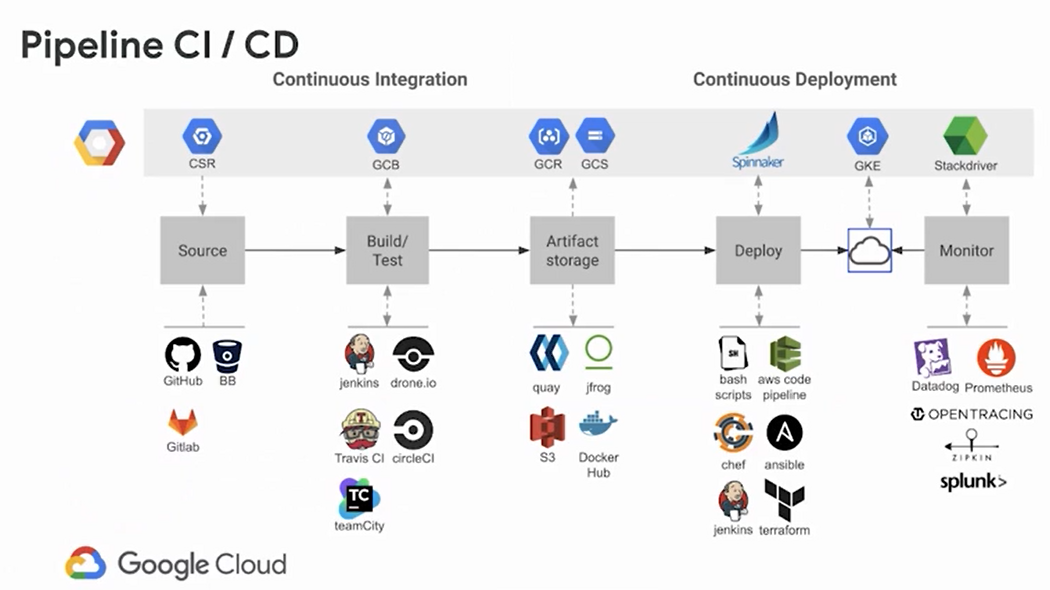 Pipeline CI / CD
Continuous Integration
Continuous Deployment
CSR
GCB
GCR
GCS
Spinnaker
GKE
Stackdriver
Source
Build/
Test
Artifact
storage
Deploy
Monitor
GitHub
BB
Gitlab
jenkins
drone.io
Travis CI
circleCI
TC
teamCity
quay
jfrog
S3
Docker
Hub
SH
bash
scripts
aws code
pipeline
chef
ansible
jenkins
terraform
Datadog
Prometheus
OPENTRACING
ZIPKIN
splunk>
Google Cloud